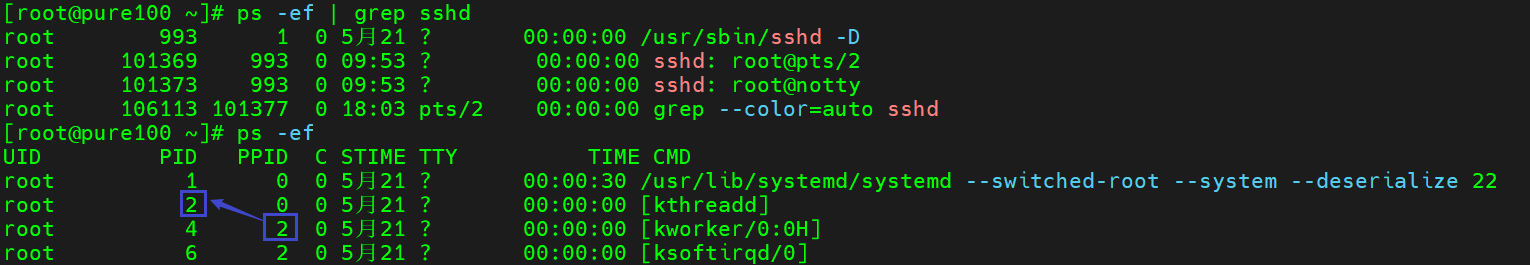 [root@pure100 ~]# ps -ef | grep sshd
root        993      1  0 5月21 ?        00:00:00 /usr/sbin/sshd -D
root     101369    993  0 09:53 ?        00:00:00 sshd: root@pts/2
root     101373    993  0 09:53 ?        00:00:00 sshd: root@notty
root     106113 101377  0 18:03 pts/2    00:00:00 grep --color=auto sshd
[root@pure100 ~]# ps -ef
UID         PID   PPID  C STIME TTY          TIME CMD
root          1      0  0 5月21 ?        00:00:30 /usr/lib/systemd/systemd --switched-root --system --deserialize 22
root          2      0  0 5月21 ?        00:00:00 [kthreadd]
root          4      2  0 5月21 ?        00:00:00 [kworker/0:0H]
root          6      2  0 5月21 ?        00:00:00 [ksoftirqd/0]